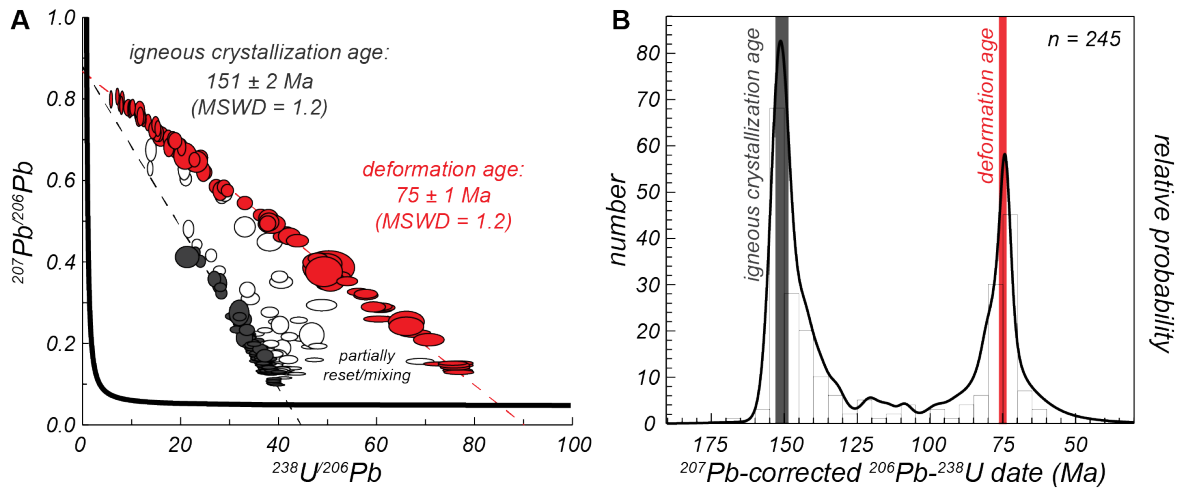 A
igneous crystallization age:
151 ± 2 Ma
(MSWD = 1.2)
deformation age:
75 ± 1 Ma
(MSWD = 1.2)
partially
reset/mixing
207Pb/206Pb
1.0
0.8
0.6
0.4
0.2
0.0
0 20 40 60 80 100
238U/206Pb
B
igneous crystallization age
deformation age
n = 245
number
80
70
60
50
40
30
20
10
0
relative probability
175 150 125 100 75 50
207Pb-corrected 206Pb-238U date (Ma)